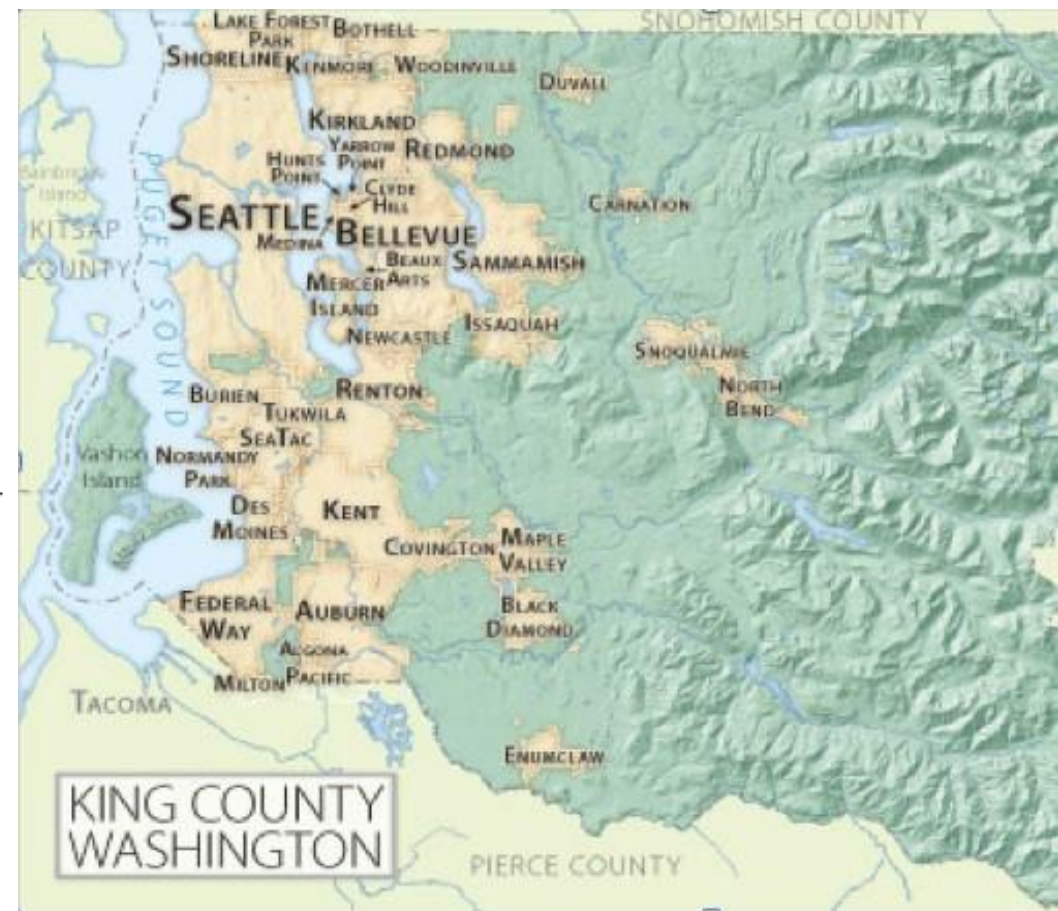 SNOHOMISH COUNTY
LAKE FOREST
PARK
BOTHELL
SHORELINE
KENMORE
WOODINVILLE
DUVALL
KIRKLAND
YARROW
POINT
REDMOND
HUNTS
POINT
CLYDE
HILL
Bainbridge
Island
KITSAP
COUNTY
PUGET SOUND
SEATTLE
MEDINA
BELLEVUE
CARNATION
BEAUX
ARTS
SAMMAMISH
MERCER
ISLAND
NEWCASTLE
ISSAQUAH
SNOQUALMIE
NORTH
BEND
BURIEN
RENTON
TUKWILA
SEATAC
NORMANDY
PARK
Vashon
Island
DES
MOINES
KENT
COVINGTON
MAPLE
VALLEY
FEDERAL
WAY
AUBURN
BLACK
DIAMOND
ALGONA
PACIFIC
MILTON
TACOMA
ENUMCLAW
KING COUNTY
WASHINGTON
PIERCE COUNTY